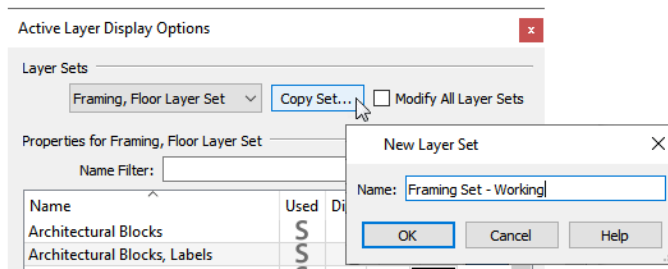 Active Layer Display Options
x
Layer Sets
Framing, Floor Layer Set Copy Set... Modify All Layer Sets
Properties for Framing, Floor Layer Set
Name Filter:
Name Used
Architectural Blocks S
Architectural Blocks, Labels S
S
New Layer Set
Name: Framing Set - Working
OK Cancel Help